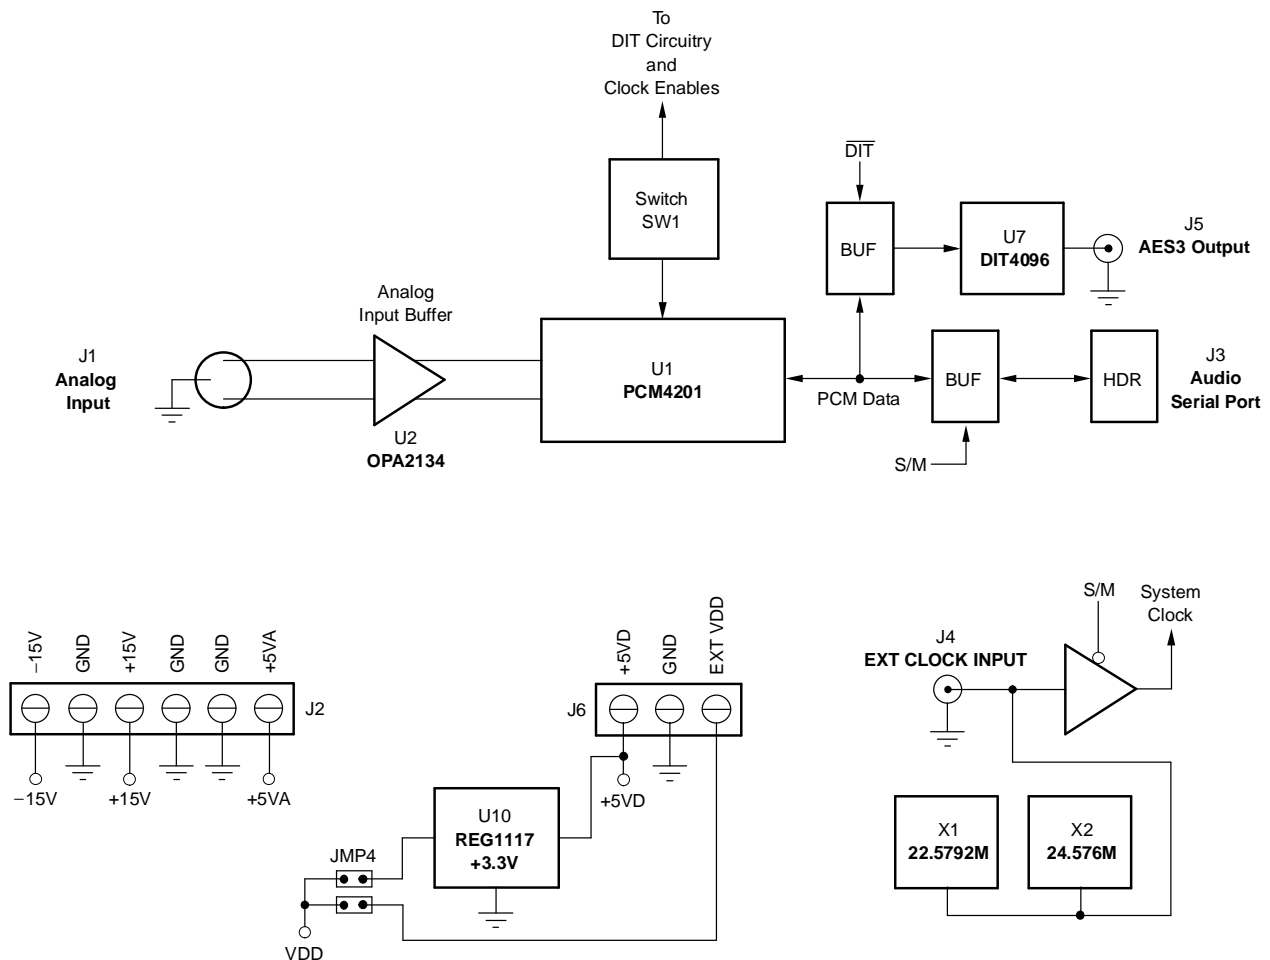 To
DIT Circuitry
and
Clock Enables
Switch
SW1
DIT
BUF
U7
DIT4096
J5
AES3 Output
Analog
Input Buffer
J1
Analog
Input
U2
OPA2134
U1
PCM4201
PCM Data
BUF
S/M
HDR
J3
Audio
Serial Port
−15V
GND
+15V
GND
GND
+5VA
J2
−15V
+15V
+5VA
+5VD
GND
EXT VDD
J6
+5VD
U10
REG1117
+3.3V
JMP4
VDD
S/M
System
Clock
J4
EXT CLOCK INPUT
X1
22.5792M
X2
24.576M